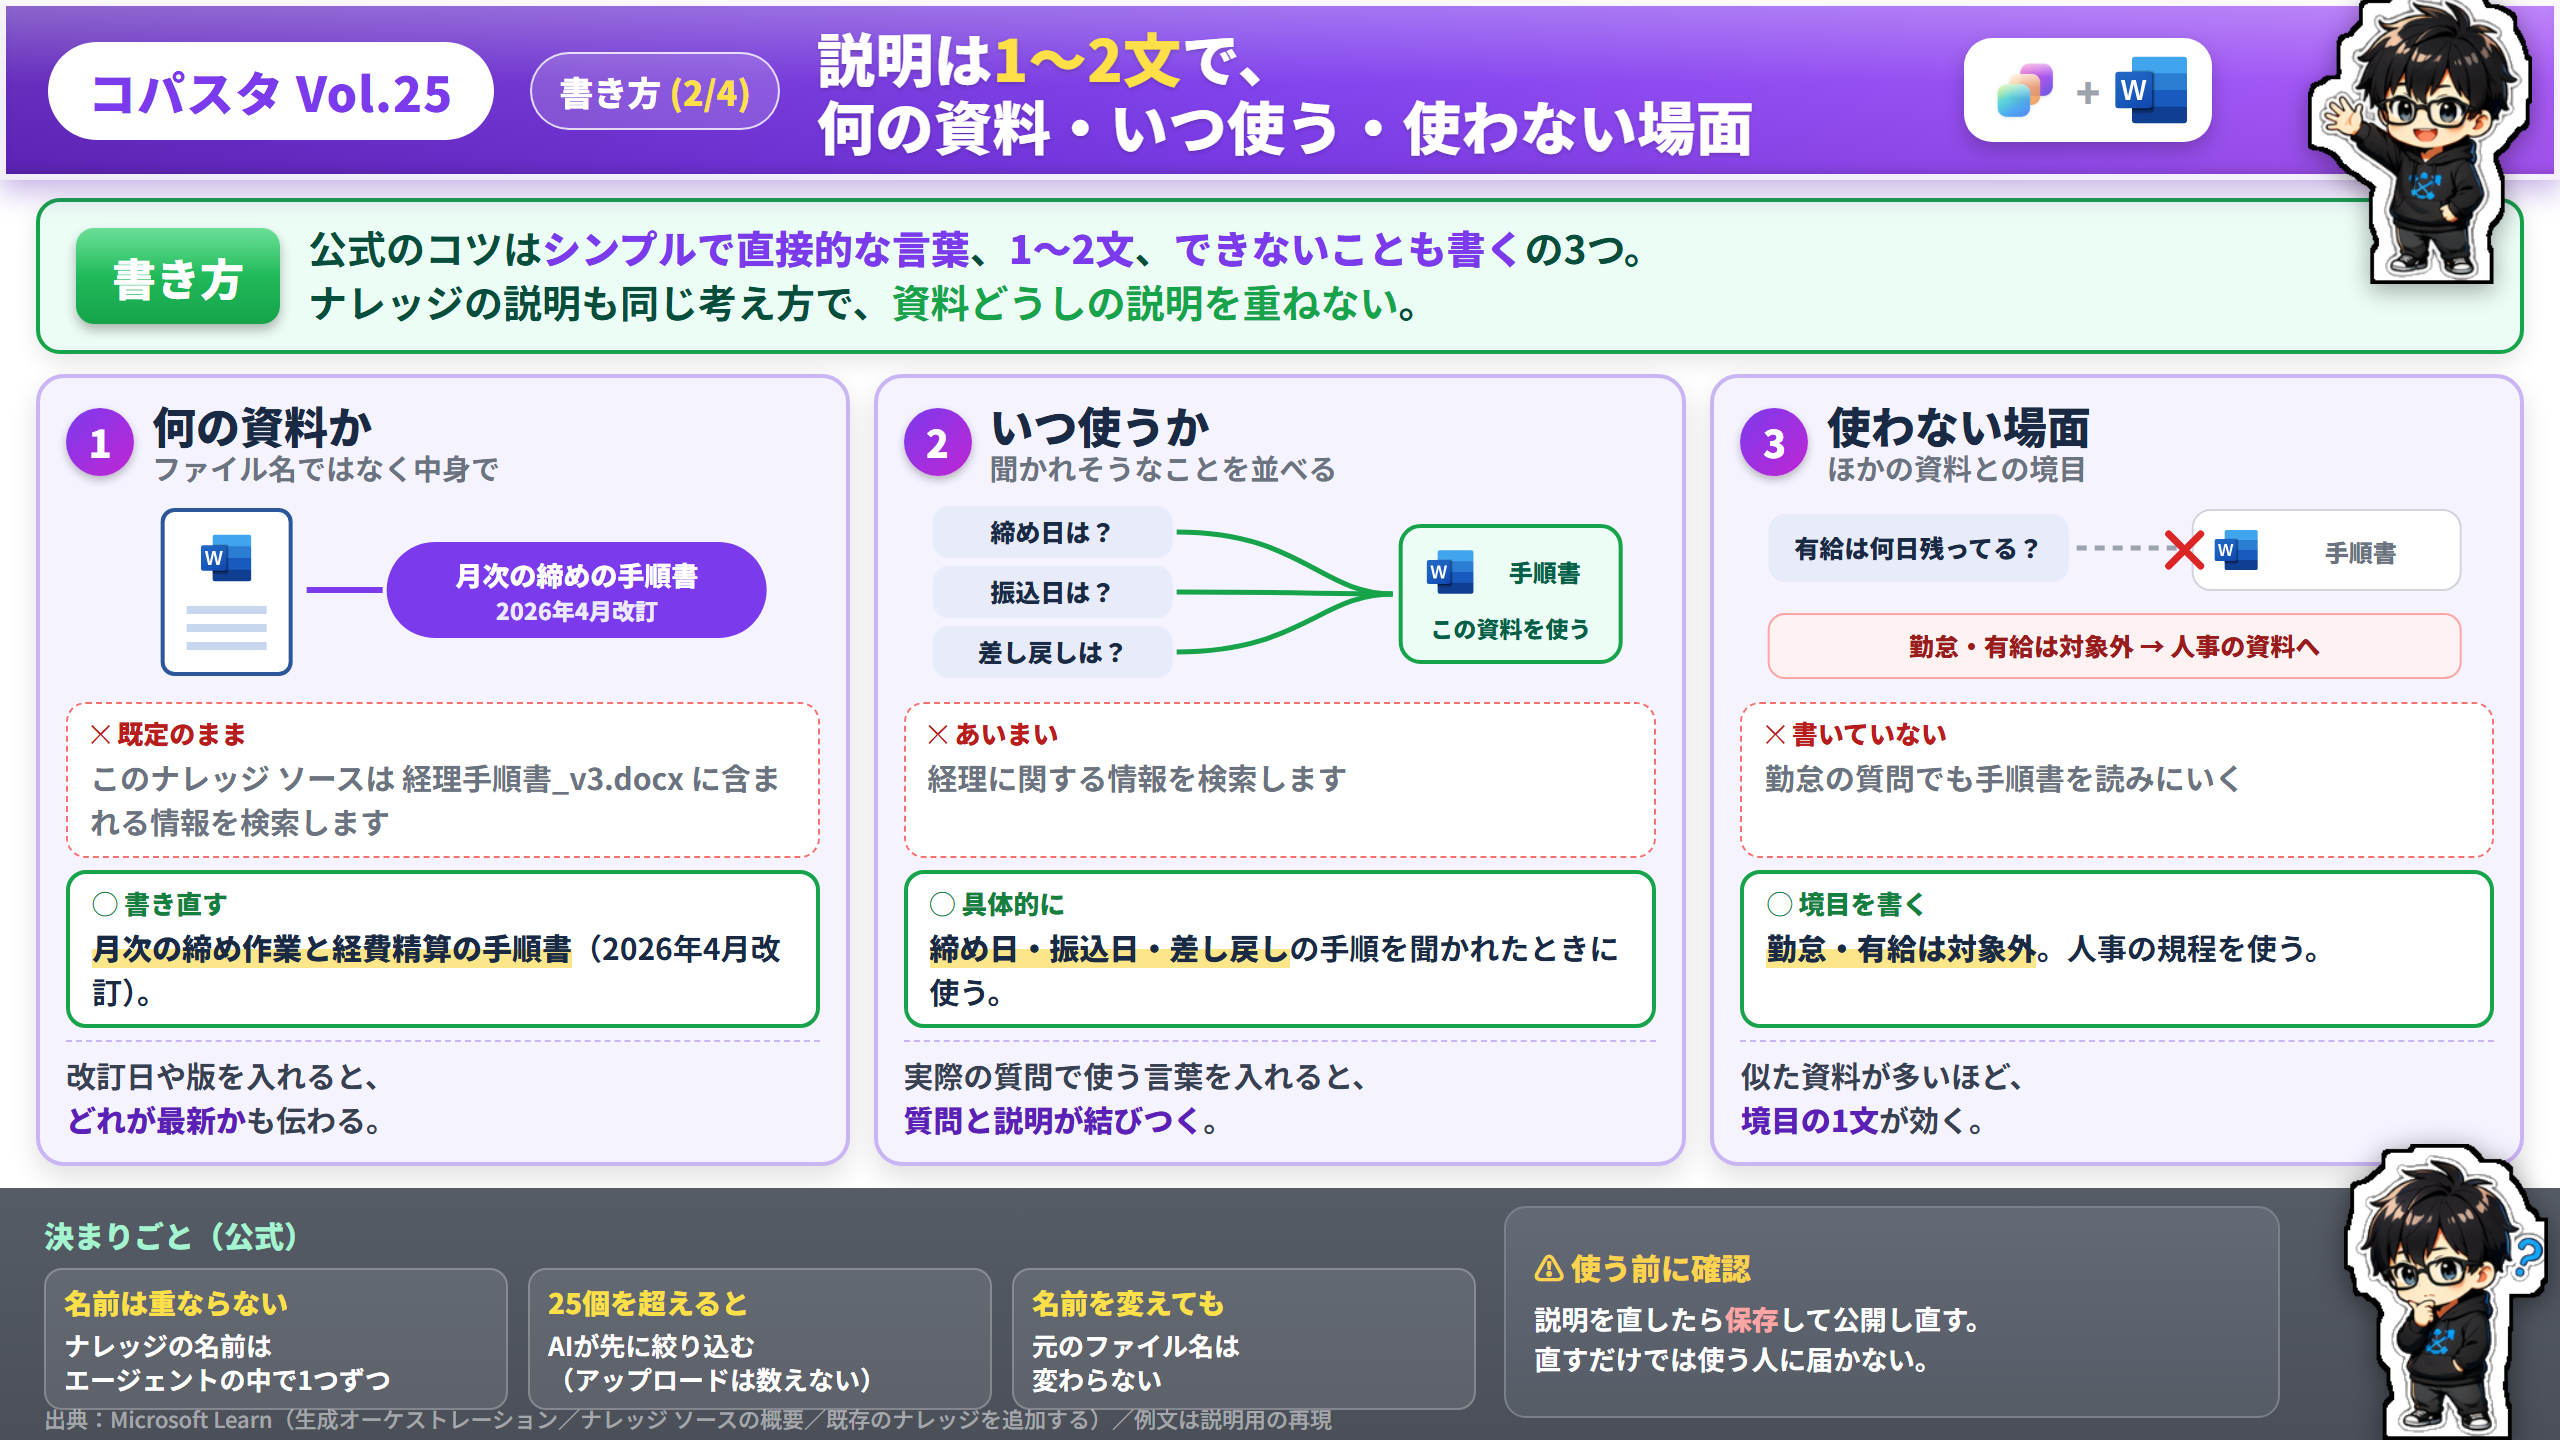 コパスタ Vol.25
書き方 (2/4)
説明は1〜2文で、
何の資料・いつ使う・使わない場面
+
W
書き方
公式のコツはシンプルで直接的な言葉、1〜2文、できないことも書くの3つ。
ナレッジの説明も同じ考え方で、資料どうしの説明を重ねない。
1
何の資料か
ファイル名ではなく中身で
W
月次の締めの手順書
2026年4月改訂
× 既定のまま
このナレッジ ソースは 経理手順書_v3.docx に含ま
れる情報を検索します
○ 書き直す
月次の締め作業と経費精算の手順書（2026年4月改
訂）。
改訂日や版を入れると、
どれが最新かも伝わる。
2
いつ使うか
聞かれそうなことを並べる
締め日は？
振込日は？
差し戻しは？
W
手順書
この資料を使う
× あいまい
経理に関する情報を検索します
○ 具体的に
締め日・振込日・差し戻しの手順を聞かれたときに
使う。
実際の質問で使う言葉を入れると、
質問と説明が結びつく。
3
使わない場面
ほかの資料との境目
有給は何日残ってる？
W
手順書
勤怠・有給は対象外 → 人事の資料へ
× 書いていない
勤怠の質問でも手順書を読みにいく
○ 境目を書く
勤怠・有給は対象外。人事の規程を使う。
似た資料が多いほど、
境目の1文が効く。
決まりごと（公式）
名前は重ならない
ナレッジの名前は
エージェントの中で1つずつ
25個を超えると
AIが先に絞り込む
（アップロードは数えない）
名前を変えても
元のファイル名は
変わらない
⚠ 使う前に確認
説明を直したら保存して公開し直す。
直すだけでは使う人に届かない。
?
出典：Microsoft Learn（生成オーケストレーション／ナレッジ ソースの概要／既存のナレッジを追加する）／例文は説明用の再現